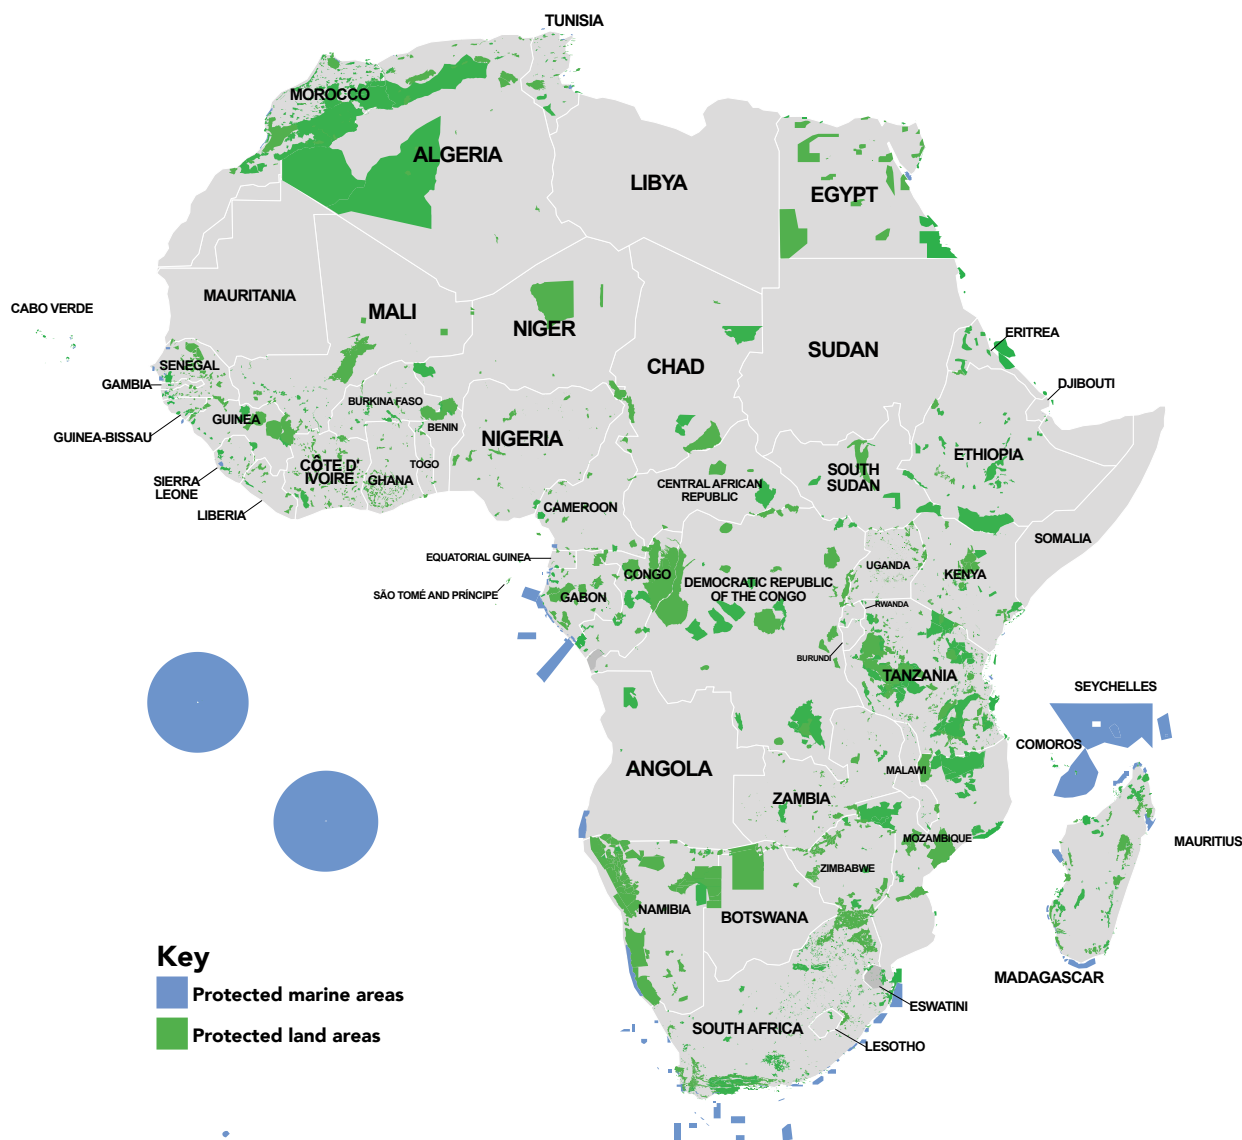 TUNISIA
MOROCCO
ALGERIA
LIBYA
EGYPT
MAURITANIA
CABO VERDE
MALI
NIGER
CHAD
SUDAN
ERITREA
SENEGAL
GAMBIA
DJIBOUTI
BURKINA FASO
GUINEA
BENIN
GUINEA-BISSAU
NIGERIA
ETHIOPIA
CÔTE D'
IVOIRE
TOGO
GHANA
SOUTH
SUDAN
SIERRA
LEONE
CENTRAL AFRICAN
REPUBLIC
LIBERIA
CAMEROON
SOMALIA
EQUATORIAL GUINEA
UGANDA
KENYA
CONGO
DEMOCRATIC REPUBLIC
OF THE CONGO
SÃO TOMÉ AND PRÍNCIPE
GABON
RWANDA
BURUNDI
TANZANIA
SEYCHELLES
COMOROS
ANGOLA
MALAWI
ZAMBIA
MOZAMBIQUE
MAURITIUS
ZIMBABWE
NAMIBIA
BOTSWANA
MADAGASCAR
ESWATINI
SOUTH AFRICA
LESOTHO
Key
Protected marine areas
Protected land areas